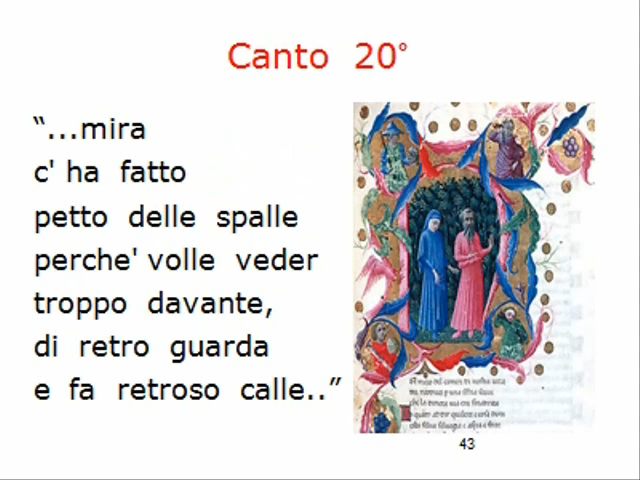 Canto 20°
“...mira
c' ha fatto
petto delle spalle
perche' volle veder
troppo davante,
di retro guarda
e fa retroso calle..”
43